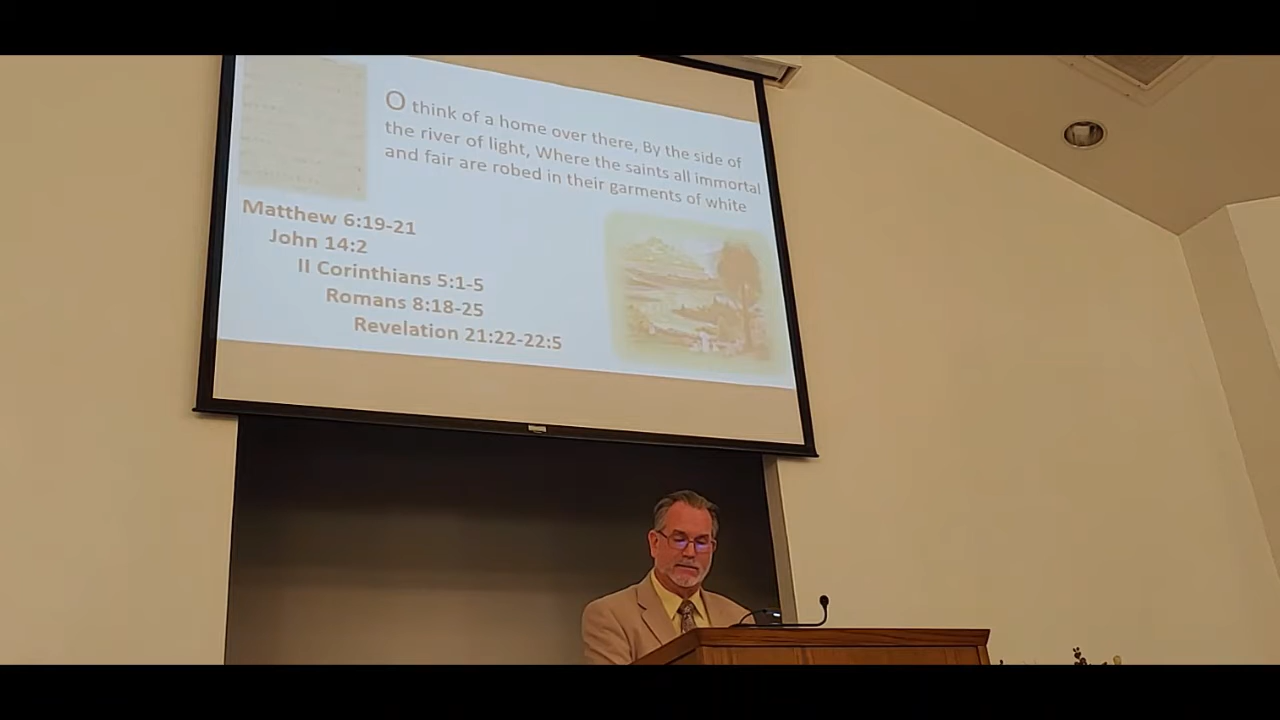 O think of a home over there, By the side of
the river of light, Where the saints all immortal
and fair are robed in their garments of white
Matthew 6:19-21
John 14:2
II Corinthians 5:1-5
Romans 8:18-25
Revelation 21:22-22:5